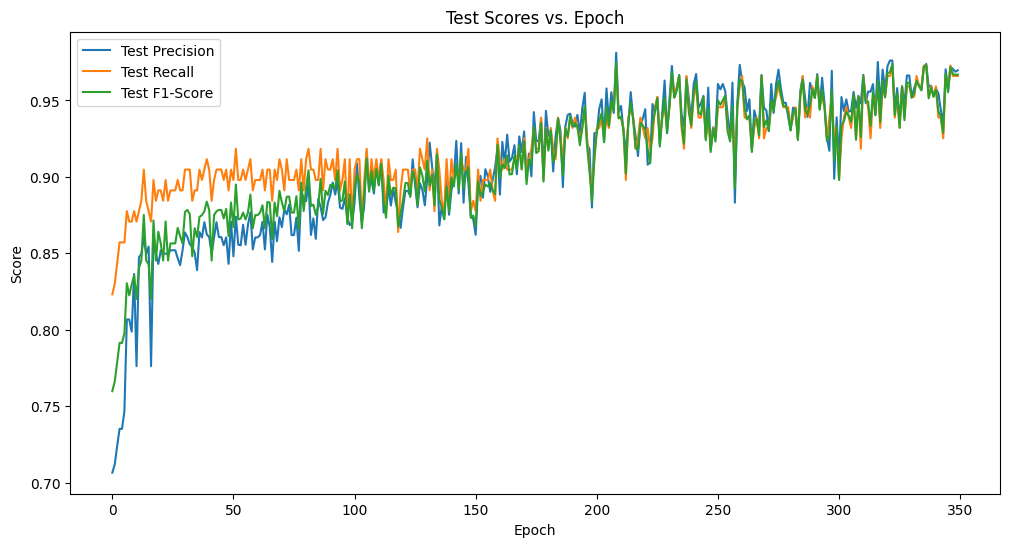 Test Scores vs. Epoch
Test Precision
Test Recall
Test F1-Score
0.95
0.90
0.85
0.80
0.75
0.70
Score
0 50 100 150 200 250 300 350
Epoch